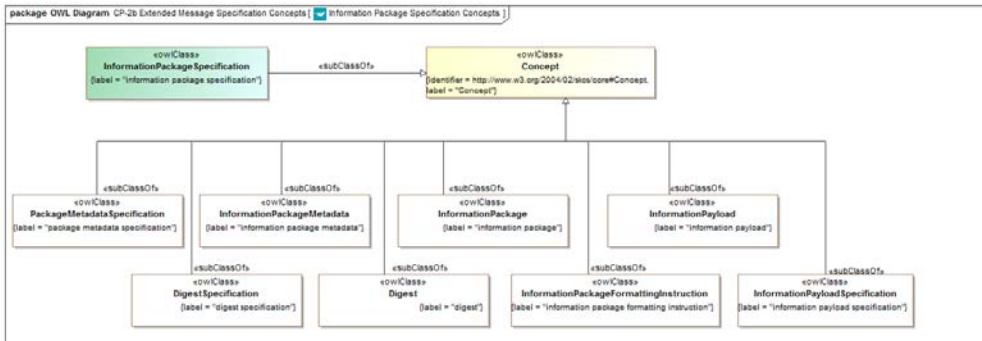 package OWL Diagram CP-2b Extended Message Specification Concepts [ Information Package Specification Concepts ]
«owlClass»
InformationPackageSpecification
{label = "information package specification"}
«subClassOf»
«owlClass»
Concept
{identifier = http://www.w3.org/2004/02/skos/core#Concept,
label = "Concept"}
«subClassOf»
«owlClass»
PackageMetadataSpecification
{label = "package metadata specification"}
«subClassOf»
«owlClass»
InformationPackageMetadata
{label = "information package metadata"}
«subClassOf»
«owlClass»
InformationPackage
{label = "information package"}
«subClassOf»
«owlClass»
InformationPayload
{label = "information payload"}
«subClassOf»
«owlClass»
DigestSpecification
{label = "digest specification"}
«subClassOf»
«owlClass»
Digest
{label = "digest"}
«subClassOf»
«owlClass»
InformationPackageFormattingInstruction
{label = "information package formatting instruction"}
«subClassOf»
«owlClass»
InformationPayloadSpecification
{label = "information payload specification"}